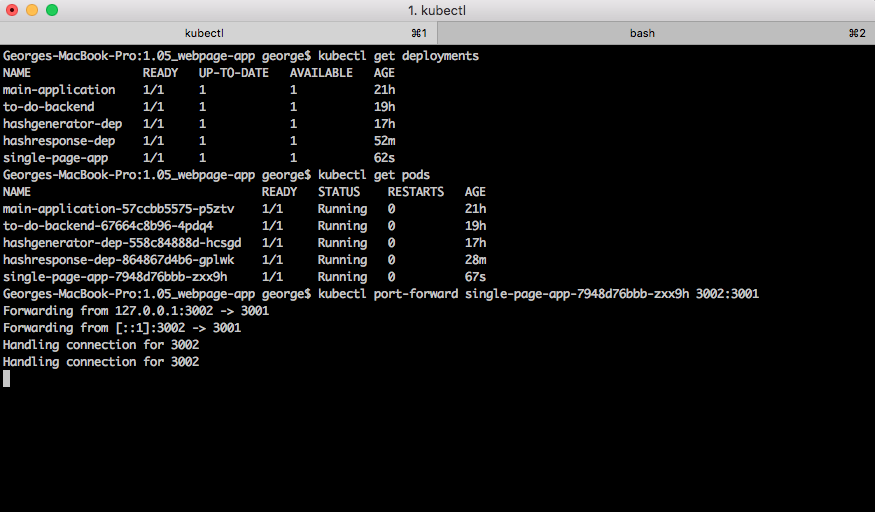 1. kubectl
kubectl ⌘1 bash ⌘2
Georges-MacBook-Pro:1.05_webpage-app george$ kubectl get deployments
NAME READY UP-TO-DATE AVAILABLE AGE
main-application 1/1 1 1 21h
to-do-backend 1/1 1 1 19h
hashgenerator-dep 1/1 1 1 17h
hashresponse-dep 1/1 1 1 52m
single-page-app 1/1 1 1 62s
Georges-MacBook-Pro:1.05_webpage-app george$ kubectl get pods
NAME READY STATUS RESTARTS AGE
main-application-57ccbb5575-p5ztv 1/1 Running 0 21h
to-do-backend-67664c8b96-4pdq4 1/1 Running 0 19h
hashgenerator-dep-558c84888d-hcsgd 1/1 Running 0 17h
hashresponse-dep-864867d4b6-gplwk 1/1 Running 0 28m
single-page-app-7948d76bbb-zxx9h 1/1 Running 0 67s
Georges-MacBook-Pro:1.05_webpage-app george$ kubectl port-forward single-page-app-7948d76bbb-zxx9h 3002:3001
Forwarding from 127.0.0.1:3002 -> 3001
Forwarding from [::1]:3002 -> 3001
Handling connection for 3002
Handling connection for 3002